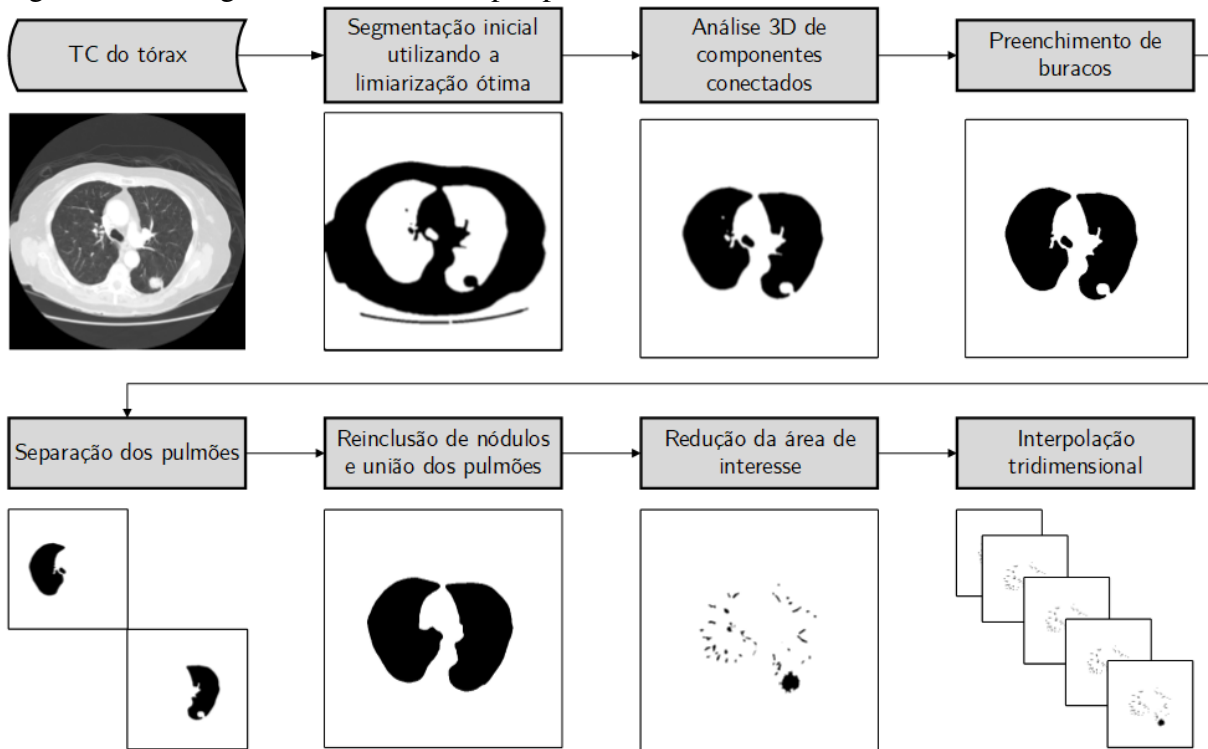 TC do tórax
Segmentação inicial
utilizando a
limiarização ótima
Análise 3D de
componentes
conectados
Preenchimento de
buracos
Separação dos pulmões
Reinclusão de nódulos
e união dos pulmões
Redução da área de
interesse
Interpolação
tridimensional